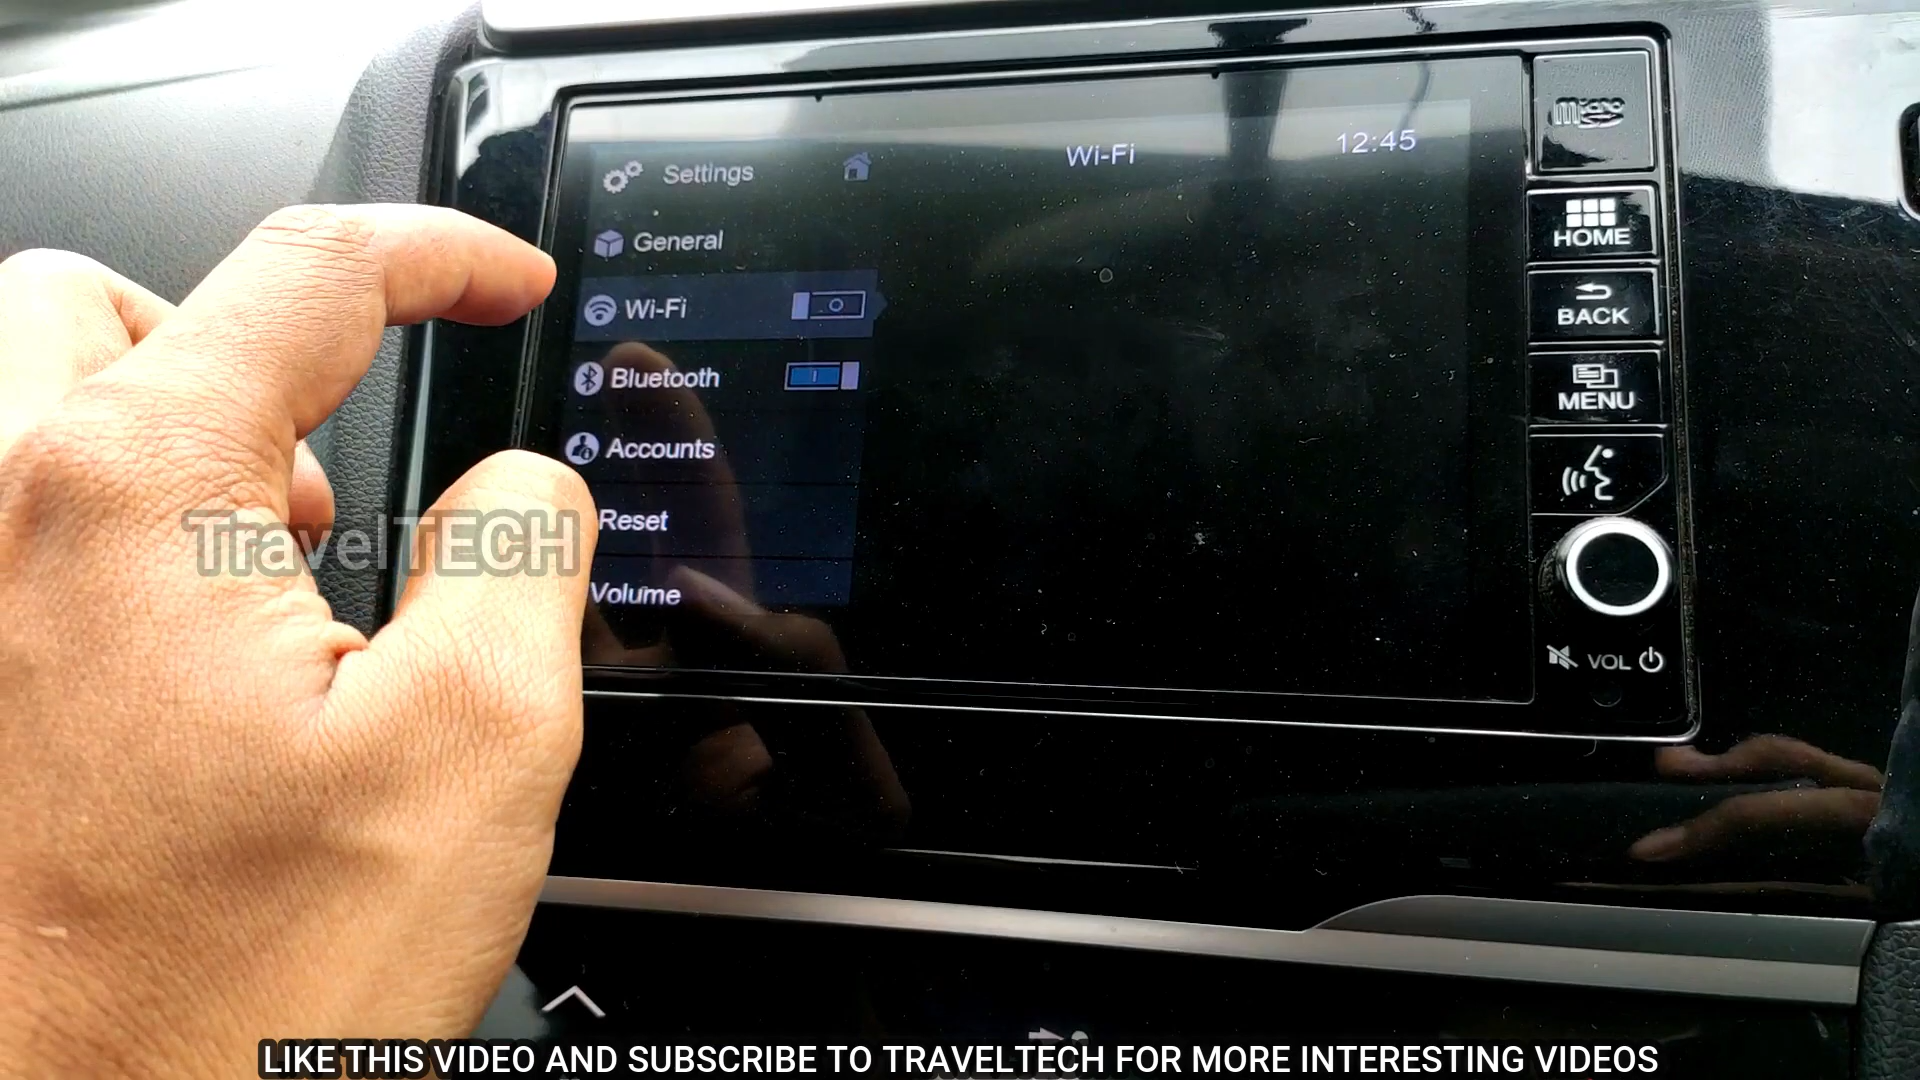 Settings
Wi-Fi
12:45
General
Wi-Fi
Bluetooth
Accounts
Reset
Volume
micro
HOME
BACK
MENU
VOL
TravelTECH
LIKE THIS VIDEO AND SUBSCRIBE TO TRAVELTECH FOR MORE INTERESTING VIDEOS